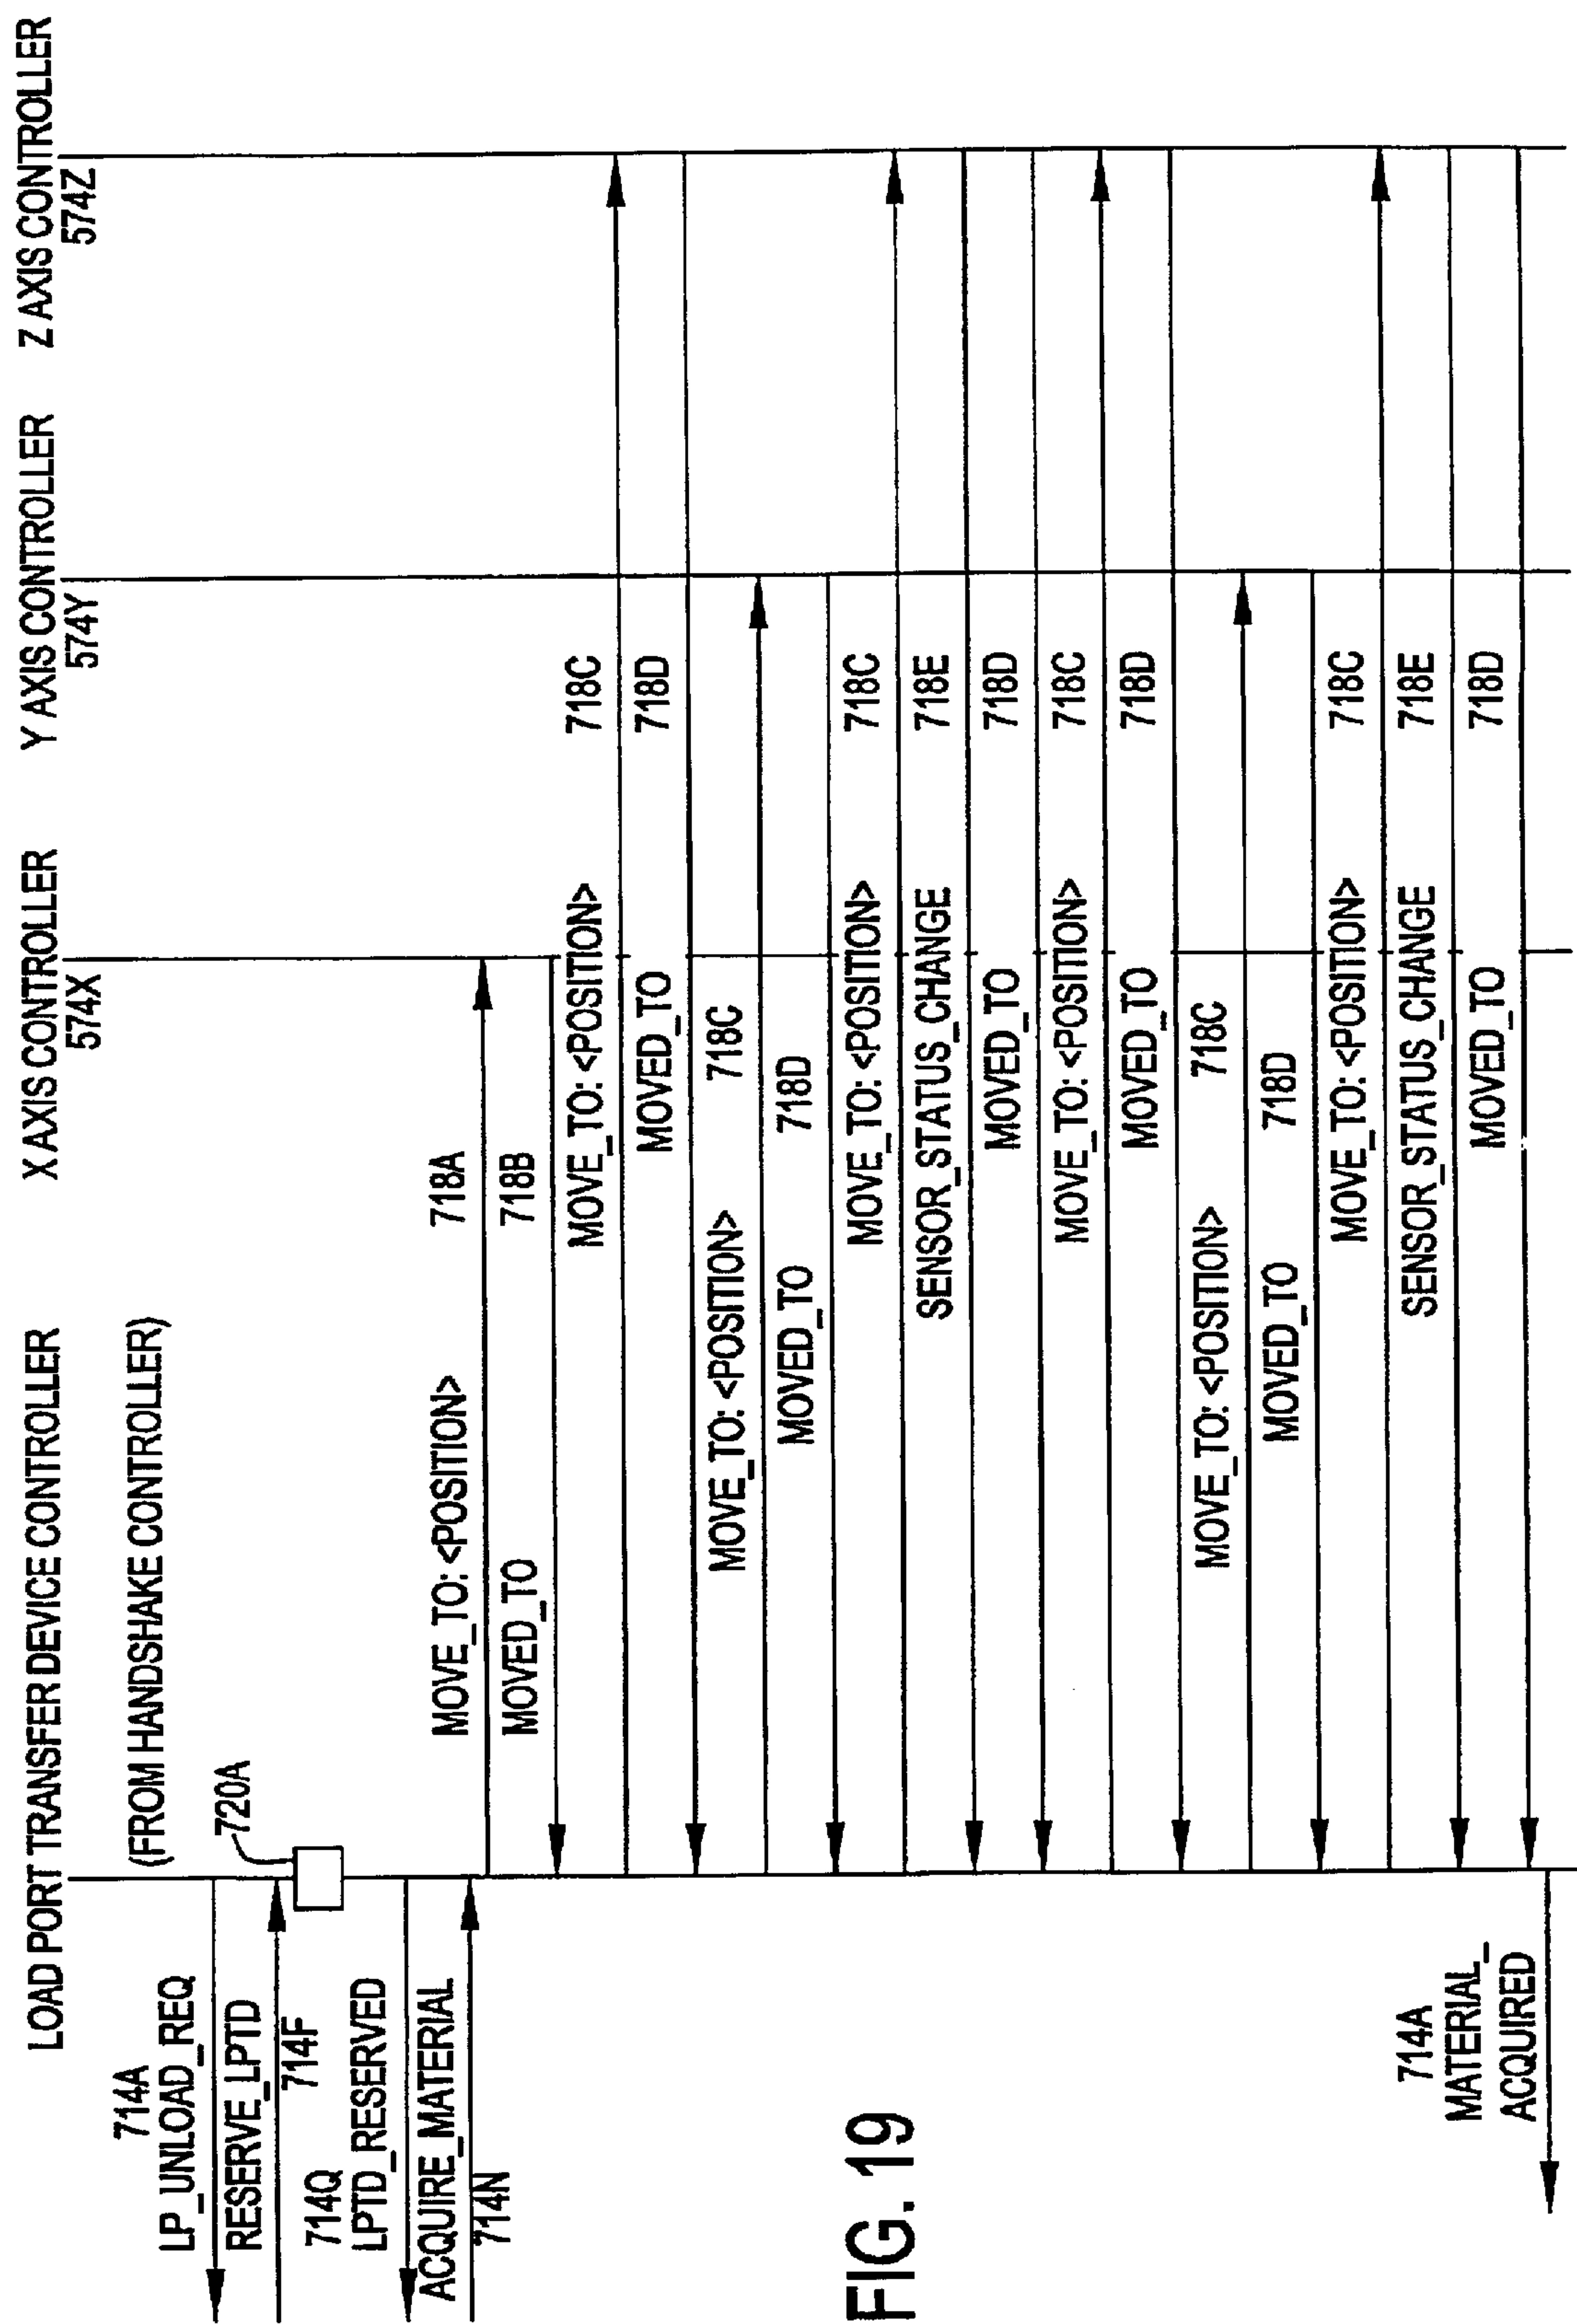 LOAD PORT TRANSFER DEVICE CONTROLLER
X AXIS CONTROLLER
574X
Y AXIS CONTROLLER
574Y
Z AXIS CONTROLLER
574Z
(FROM HANDSHAKE CONTROLLER)
714A
LP_UNLOAD_REQ
RESERVE_LPTD
714F
720A
714Q
LPTD_RESERVED
ACQUIRE_MATERIAL
714N
MOVE_TO: <POSITION>
718A
MOVED_TO
718B
MOVE_TO: <POSITION>
718C
MOVED_TO
718D
MOVE_TO: <POSITION>
718C
MOVED_TO
718D
MOVE_TO: <POSITION>
718C
SENSOR_STATUS_CHANGE
718E
MOVED_TO
718D
MOVE_TO: <POSITION>
718C
MOVED_TO
718D
MOVE_TO: <POSITION>
718C
MOVED_TO
718D
MOVE_TO: <POSITION>
718C
SENSOR_STATUS_CHANGE
718E
MOVED_TO
718D
714A
MATERIAL_
ACQUIRED
FIG. 19